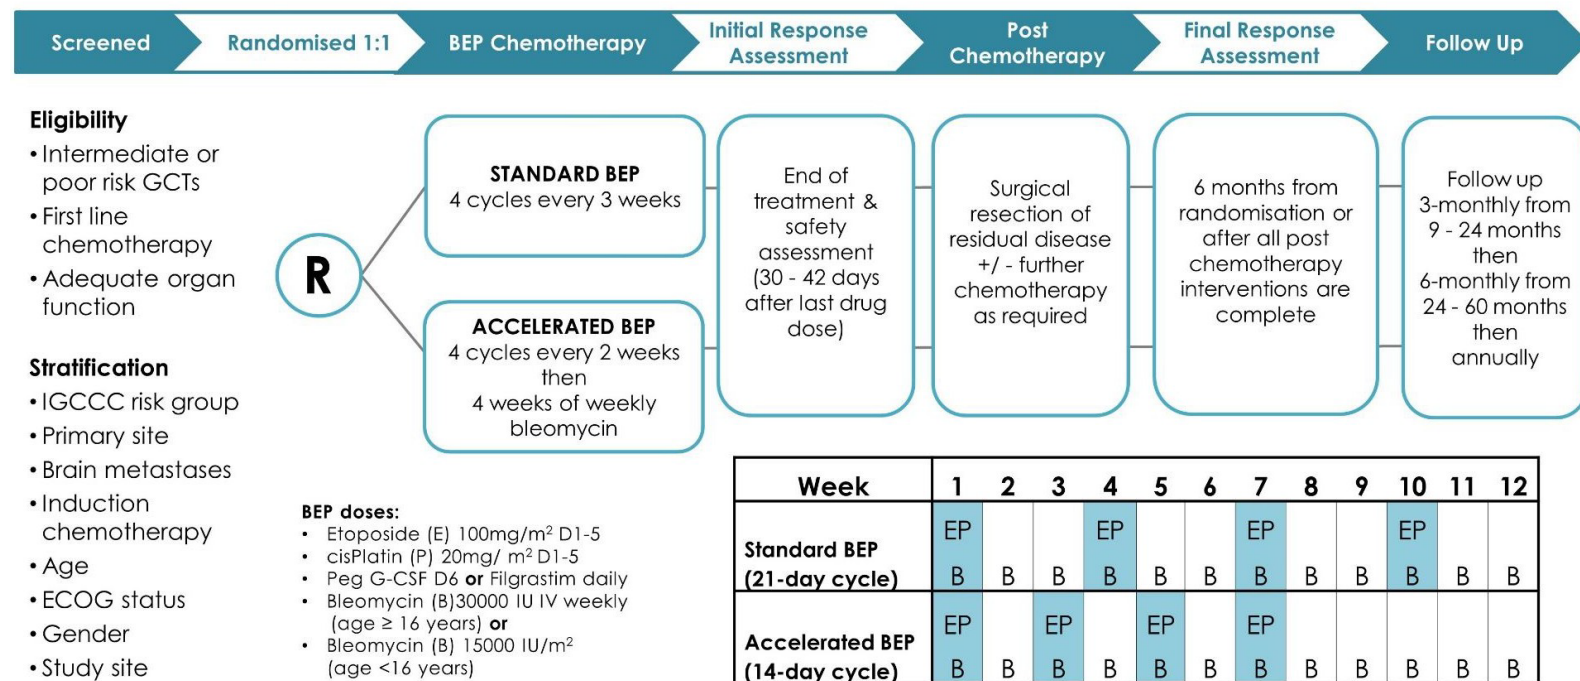 Screened
Randomised 1:1
BEP Chemotherapy
Initial Response
Assessment
Post
Chemotherapy
Final Response
Assessment
Follow Up
Eligibility
• Intermediate or
poor risk GCTs
• First line
chemotherapy
• Adequate organ
function
Stratification
• IGCCC risk group
• Primary site
• Brain metastases
• Induction
chemotherapy
• Age
• ECOG status
• Gender
• Study site
R
STANDARD BEP
4 cycles every 3 weeks
ACCELERATED BEP
4 cycles every 2 weeks
then
4 weeks of weekly
bleomycin
End of
treatment &
safety
assessment
(30 - 42 days
after last drug
dose)
Surgical
resection of
residual disease
+/ - further
chemotherapy
as required
6 months from
randomisation or
after all post
chemotherapy
interventions are
complete
Follow up
3-monthly from
9 - 24 months
then
6-monthly from
24 - 60 months
then
annually
BEP doses:
• Etoposide (E) 100mg/m² D1-5
• cisPlatin (P) 20mg/ m² D1-5
• Peg G-CSF D6 or Filgrastim daily
• Bleomycin (B)30000 IU IV weekly
(age ≥ 16 years) or
• Bleomycin (B) 15000 IU/m²
(age <16 years)
Week 1 2 3 4 5 6 7 8 9 10 11 12
EP EP EP EP
Standard BEP
(21-day cycle) B B B B B B B B B B B B
EP EP EP EP
Accelerated BEP
(14-day cycle) B B B B B B B B B B B B